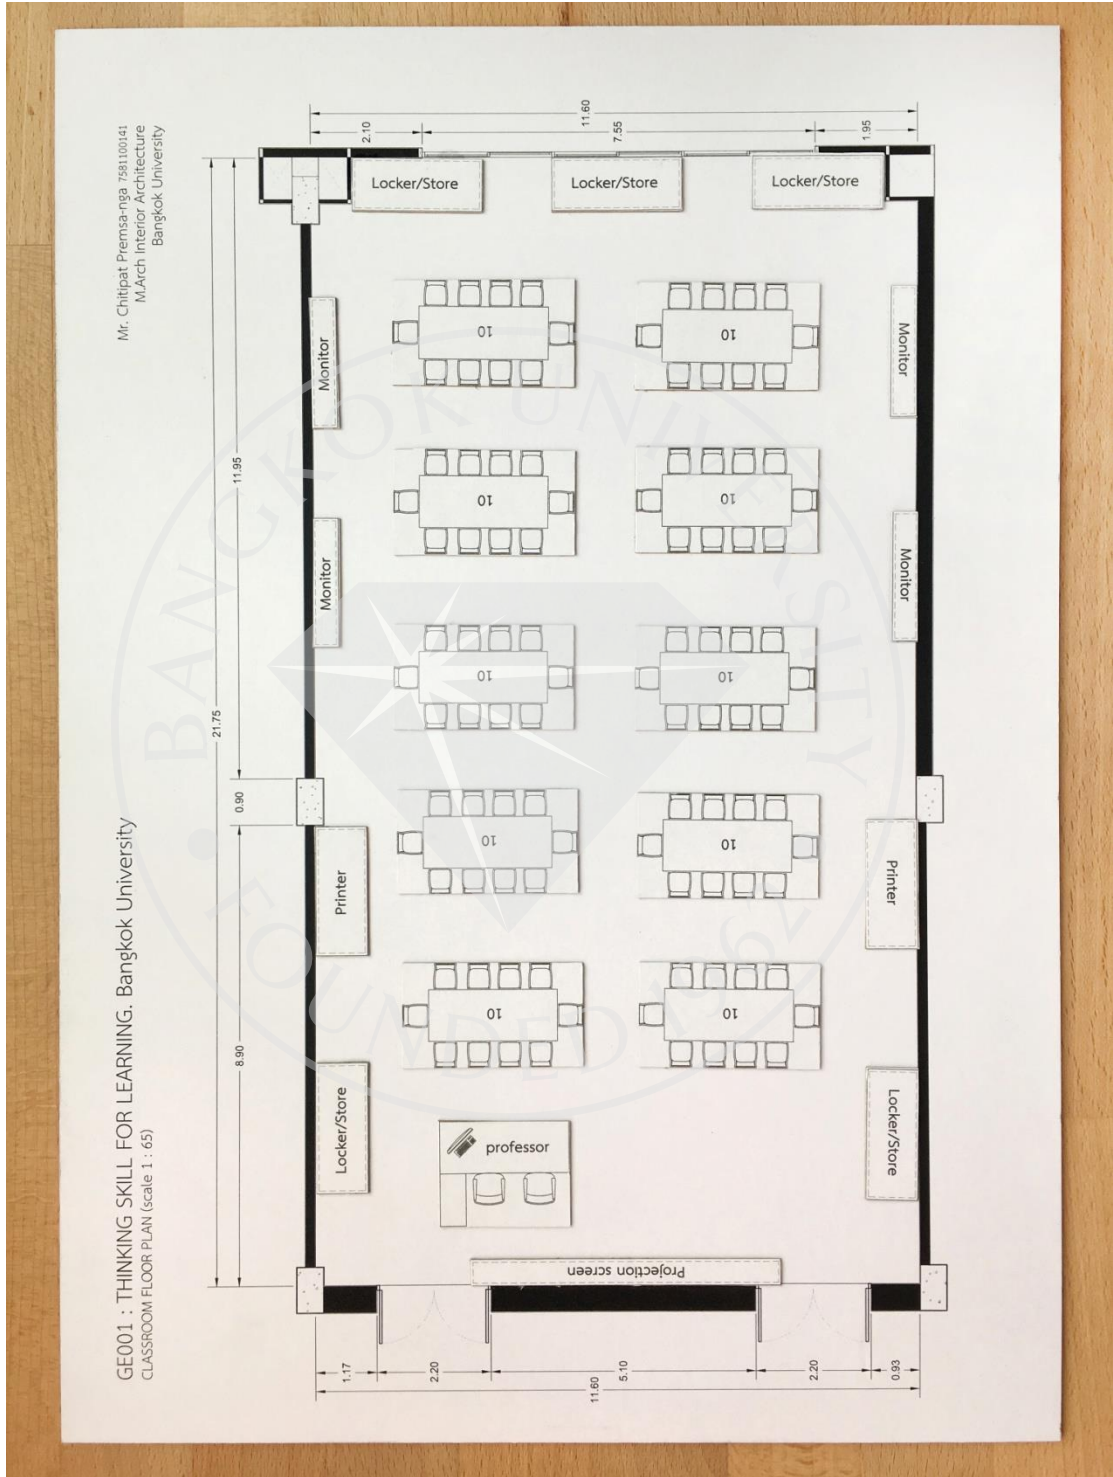 GE001 : THINKING SKILL FOR LEARNING. Bangkok University
CLASSROOM FLOOR PLAN (scale 1 : 65)
Mr. Chitipat Premsa-nga 7581100141
M.Arch Interior Architecture
Bangkok University
11.60
2.10
7.55
1.95
21.75
11.95
0.90
8.90
Locker/Store
Locker/Store
Locker/Store
Monitor
10
10
Monitor
Monitor
10
10
Monitor
10
10
Printer
10
10
Printer
10
10
Locker/Store
professor
Locker/Store
Projection screen
1.17
2.20
5.10
2.20
0.93
11.60
BANGKOK UNIVERSITY
FOUNDED 1962